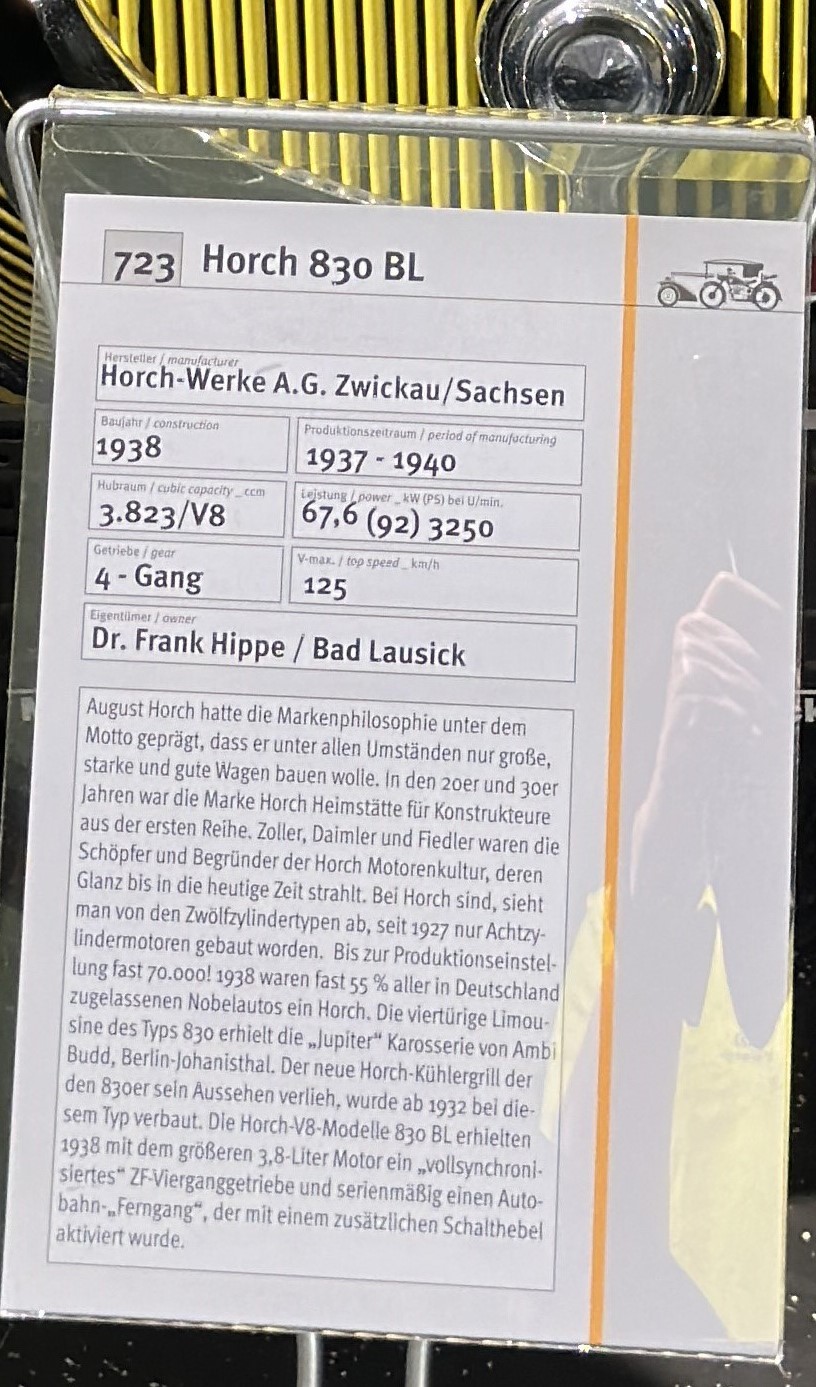 723 Horch 830 BL
Hersteller / manufacturer
Horch-Werke A.G. Zwickau/Sachsen
Baujahr / construction
1938
Produktionszeitraum / period of manufacturing
1937 - 1940
Hubraum / cubic capacity _ ccm
3.823/V8
Leistung / power _ kW (PS) bei U/min.
67,6 (92) 3250
Getriebe / gear
4 - Gang
V-max. / top speed _ km/h
125
Eigentümer / owner
Dr. Frank Hippe / Bad Lausick
August Horch hatte die Markenphilosophie unter dem
Motto geprägt, dass er unter allen Umständen nur große,
starke und gute Wagen bauen wolle. In den 20er und 30er
Jahren war die Marke Horch Heimstätte für Konstrukteure
aus der ersten Reihe. Zoller, Daimler und Fiedler waren die
Schöpfer und Begründer der Horch Motorenkultur, deren
Glanz bis in die heutige Zeit strahlt. Bei Horch sind, sieht
man von den Zwölfzylindertypen ab, seit 1927 nur Achtzy-
lindermotoren gebaut worden. Bis zur Produktionseinstel-
lung fast 70.000! 1938 waren fast 55 % aller in Deutschland
zugelassenen Nobelautos ein Horch. Die viertürige Limou-
sine des Typs 830 erhielt die „Jupiter“ Karosserie von Ambi
Budd, Berlin-Johanisthal. Der neue Horch-Kühlergrill der
den 830er sein Aussehen verlieh, wurde ab 1932 bei die-
sem Typ verbaut. Die Horch-V8-Modelle 830 BL erhielten
1938 mit dem größeren 3,8-Liter Motor ein „vollsynchroni-
siertes“ ZF-Vierganggetriebe und serienmäßig einen Auto-
bahn-„Ferngang“, der mit einem zusätzlichen Schalthebel
aktiviert wurde.